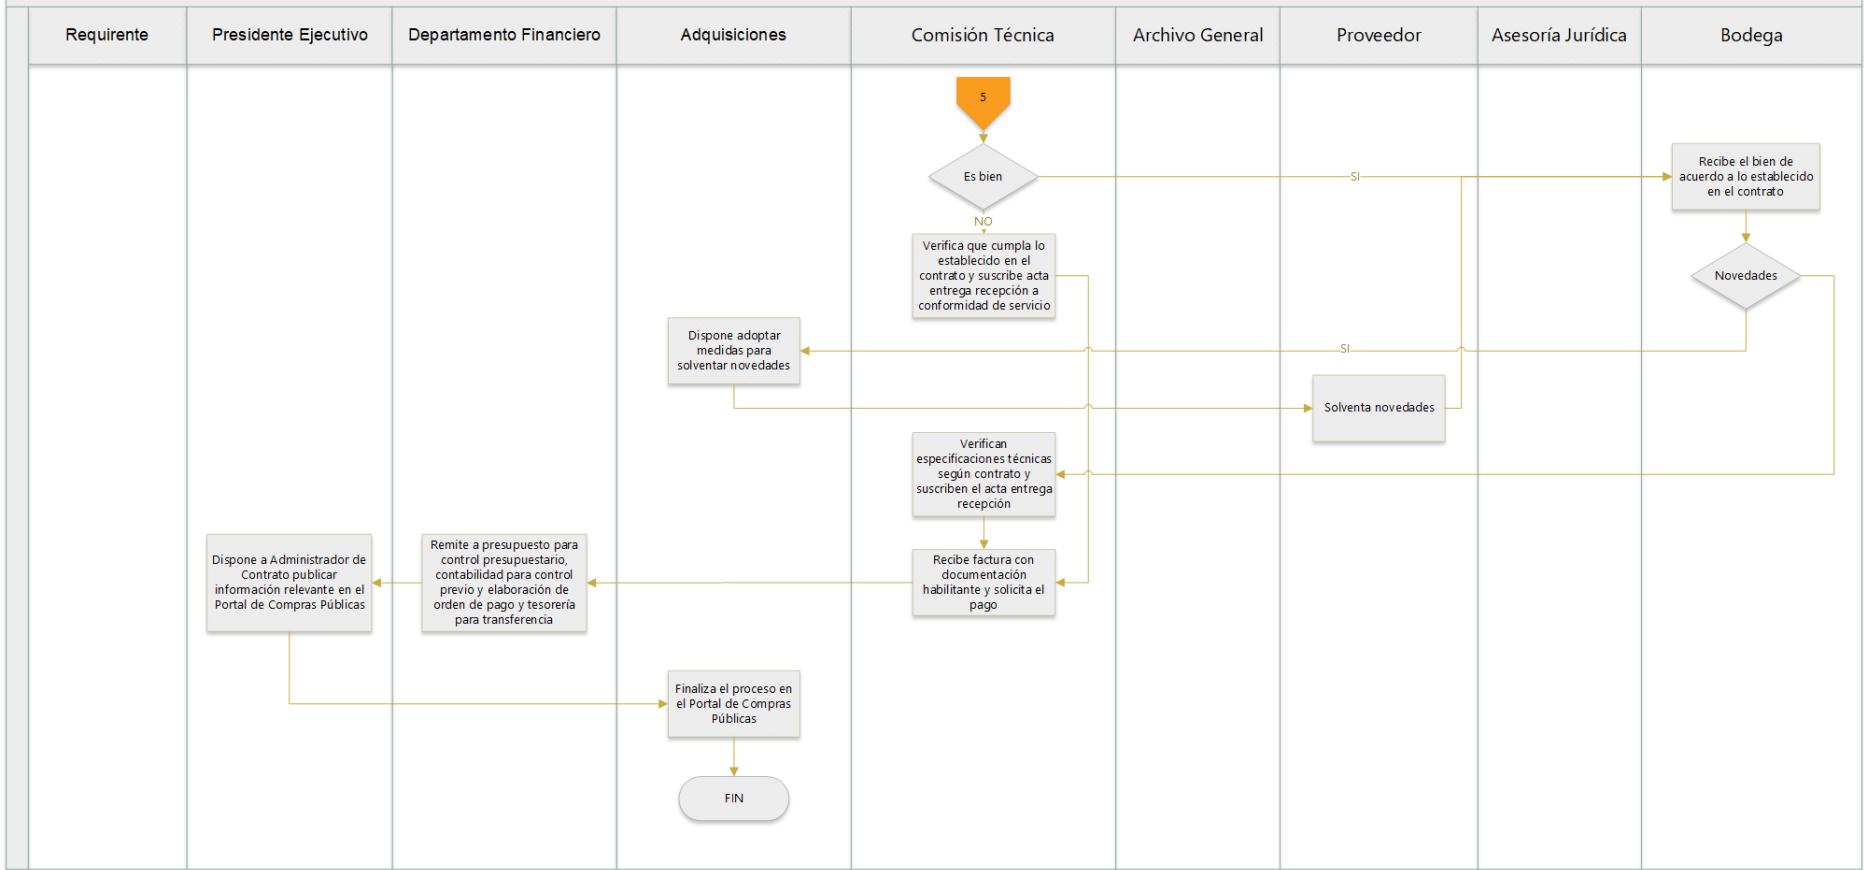 Requirente
Presidente Ejecutivo
Departamento Financiero
Adquisiciones
Comisión Técnica
Archivo General
Proveedor
Asesoría Jurídica
Bodega
5
Es bien
SI
Recibe el bien de
acuerdo a lo establecido
en el contrato
NO
Verifica que cumpla lo
establecido en el
contrato y suscribe acta
entrega recepción a
conformidad de servicio
Novedades
Dispone adoptar
medidas para
solventar novedades
SI
Solventa novedades
Verifican
especificaciones técnicas
según contrato y
suscriben el acta entrega
recepción
Dispone a Administrador de
Contrato publicar
información relevante en el
Portal de Compras Públicas
Remite a presupuesto para
control presupuestario,
contabilidad para control
previo y elaboración de
orden de pago y tesorería
para transferencia
Recibe factura con
documentación
habilitante y solicita el
pago
Finaliza el proceso en
el Portal de Compras
Públicas
FIN